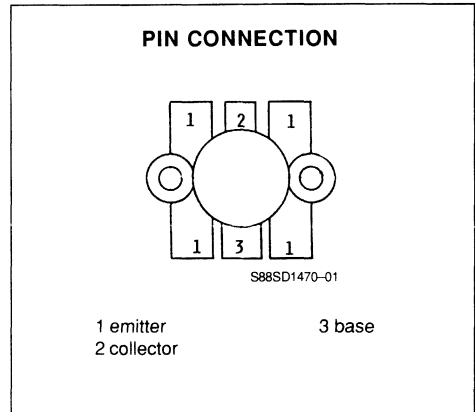 PIN CONNECTION
1 2 1
1 3 1
S88SD1470-01
1 emitter 3 base
2 collector